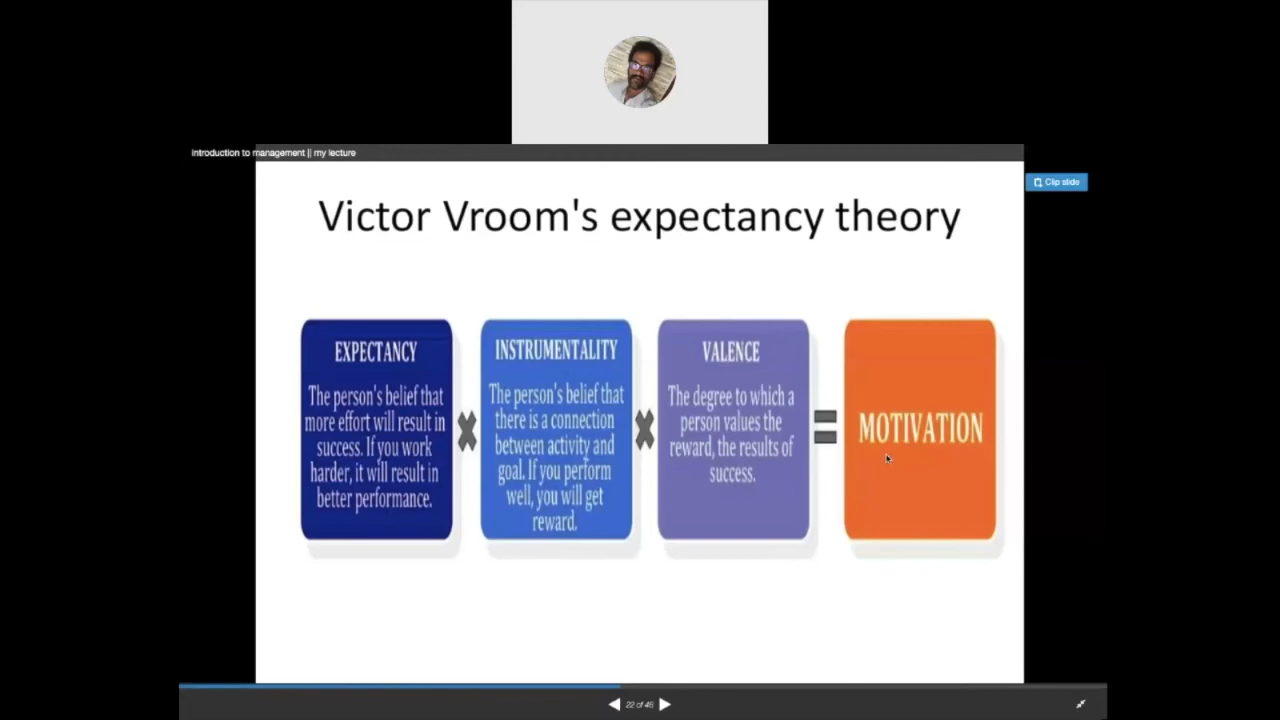 Introduction to management || my lecture
Clip slide
Victor Vroom's expectancy theory
EXPECTANCY
The person's belief that
more effort will result in
success. If you work
harder, it will result in
better performance.
INSTRUMENTALITY
The person's belief that
there is a connection
between activity and
goal. If you perform
well, you will get
reward.
VALENCE
The degree to which a
person values the
reward, the results of
success.
MOTIVATION
22 of 46